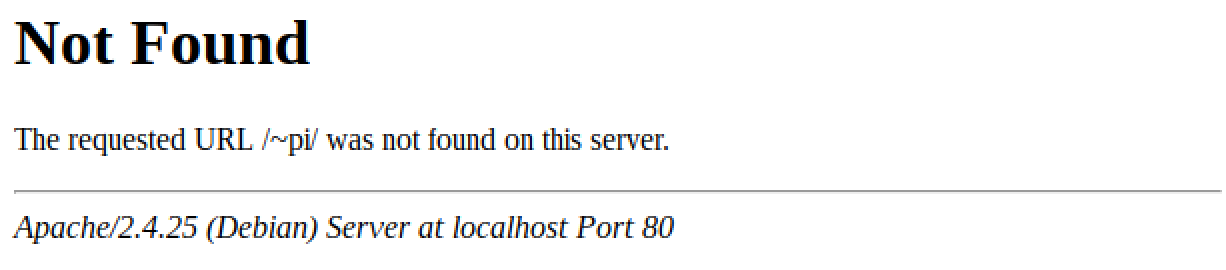 Not Found
The requested URL /~pi/ was not found on this server.
Apache/2.4.25 (Debian) Server at localhost Port 80